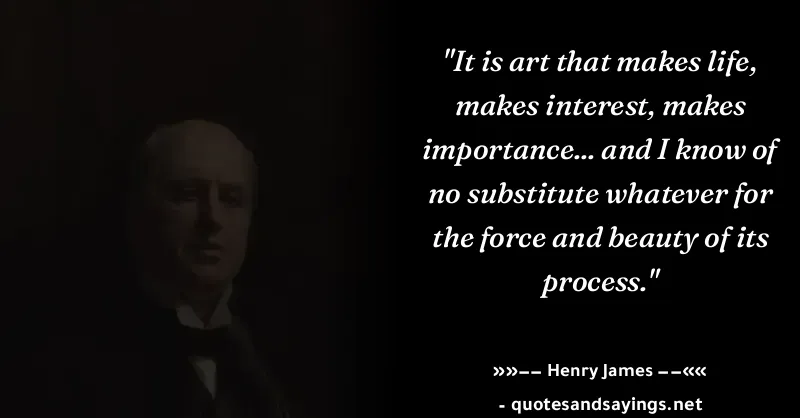 "It is art that makes life,
makes interest, makes
importance... and I know of
no substitute whatever for
the force and beauty of its
process."
»»–– Henry James ––««
- quotesandsayings.net